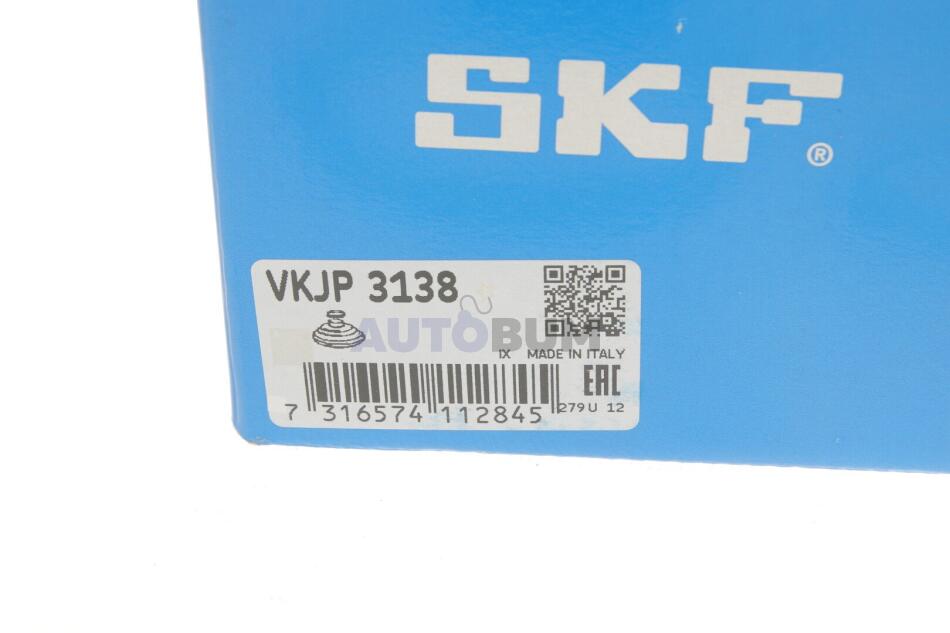 SKF®
VKJP 3138
AUTOBUM
IX MADE IN ITALY
EAC
7 316574 112845
279U 12